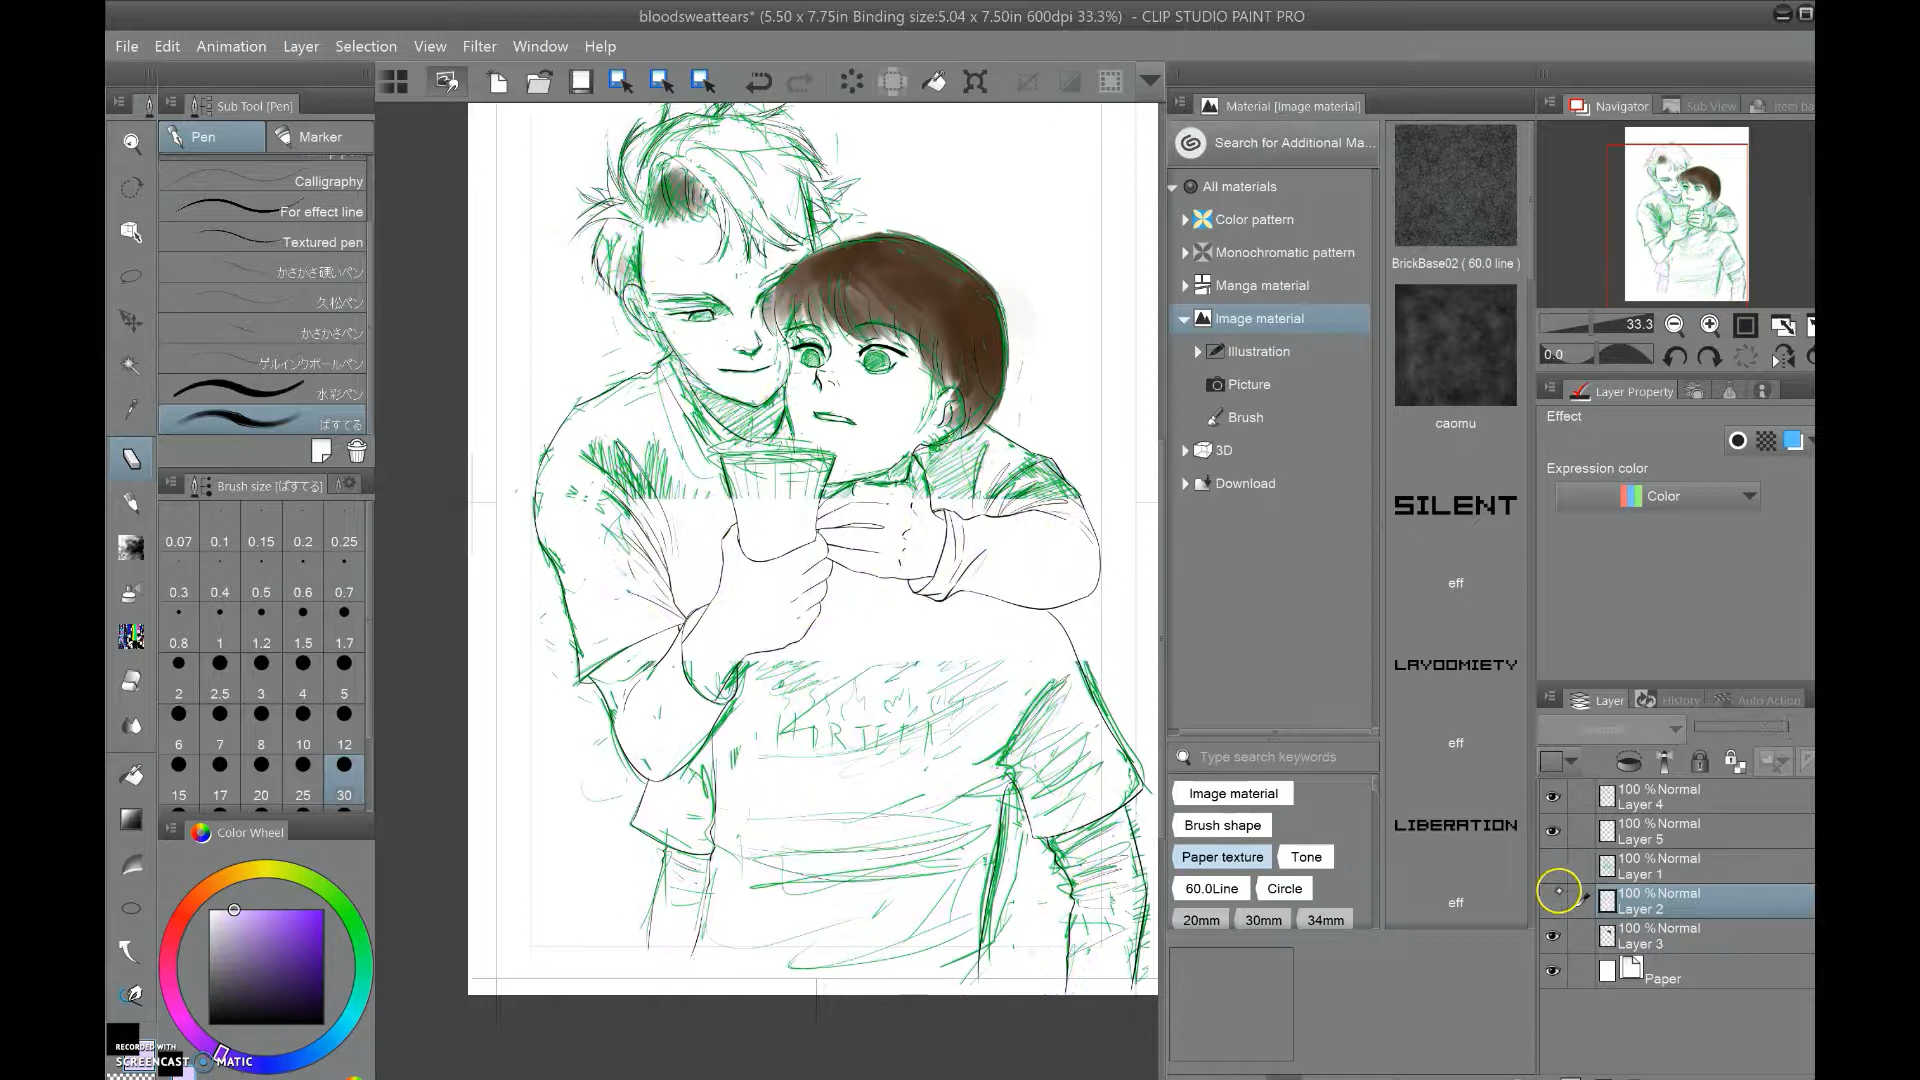 bloodsweattears* (5.50 x 7.75in Binding size:5.04 x 7.50in 600dpi 33.3%) - CLIP STUDIO PAINT PRO
File Edit Animation Layer Selection View Filter Window Help
Sub Tool [Pen]
Pen Marker
Calligraphy
For effect line
Textured pen
かさかさ硬いペン
久松ペン
かさかさペン
ゲルインクボールペン
水彩ペン
ぱすてる
Brush size [ぱすてる]
0.07 0.1 0.15 0.2 0.25
0.3 0.4 0.5 0.6 0.7
0.8 1 1.2 1.5 1.7
2 2.5 3 4 5
6 7 8 10 12
15 17 20 25 30
Color Wheel
RECORDED WITH
SCREENCAST MATIC
Material [Image material]
Search for Additional Ma...
All materials
Color pattern
Monochromatic pattern
Manga material
Image material
Illustration
Picture
Brush
3D
Download
Type search keywords
Image material
Brush shape
Paper texture Tone
60.0Line Circle
20mm 30mm 34mm
BrickBase02 ( 60.0 line )
caomu
SILENT
eff
LAYDOMIETY
eff
LIBERATION
eff
Navigator Sub View Item ba
33.3
0.0
Layer Property
Effect
Expression color
Color
Layer History Auto Action
100 % Normal
Layer 4
100 % Normal
Layer 5
100 % Normal
Layer 1
100 % Normal
Layer 2
100 % Normal
Layer 3
Paper